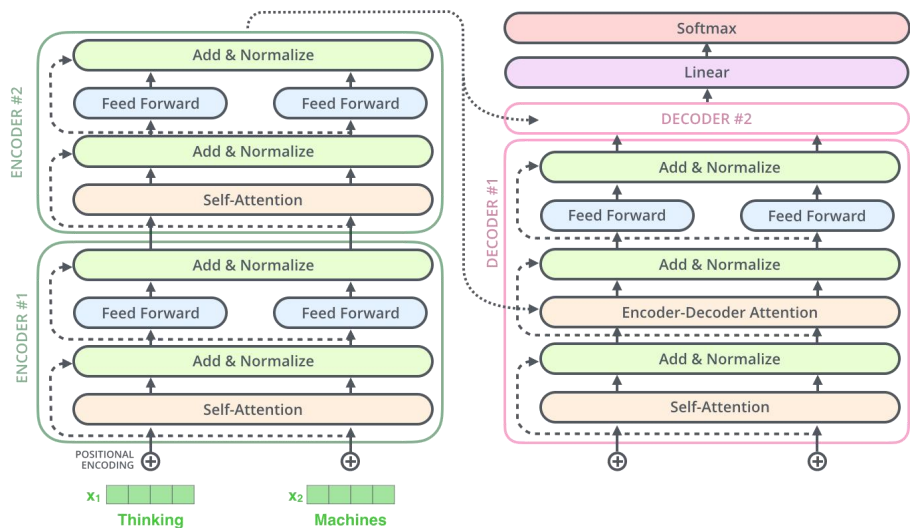 ENCODER #2
Add & Normalize
Feed Forward
Feed Forward
Add & Normalize
Self-Attention
ENCODER #1
Add & Normalize
Feed Forward
Feed Forward
Add & Normalize
Self-Attention
POSITIONAL
ENCODING
x1
x2
Thinking
Machines
Softmax
Linear
DECODER #2
DECODER #1
Add & Normalize
Feed Forward
Feed Forward
Add & Normalize
Encoder-Decoder Attention
Add & Normalize
Self-Attention